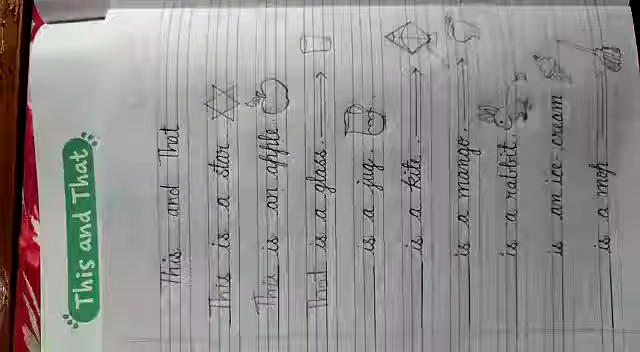 This and That
This and That
This is a star
This is an apple.
That is a glass.
is a jug.
is a kite.
is a mango.
is a rabbit.
is an ice-cream
is a mop